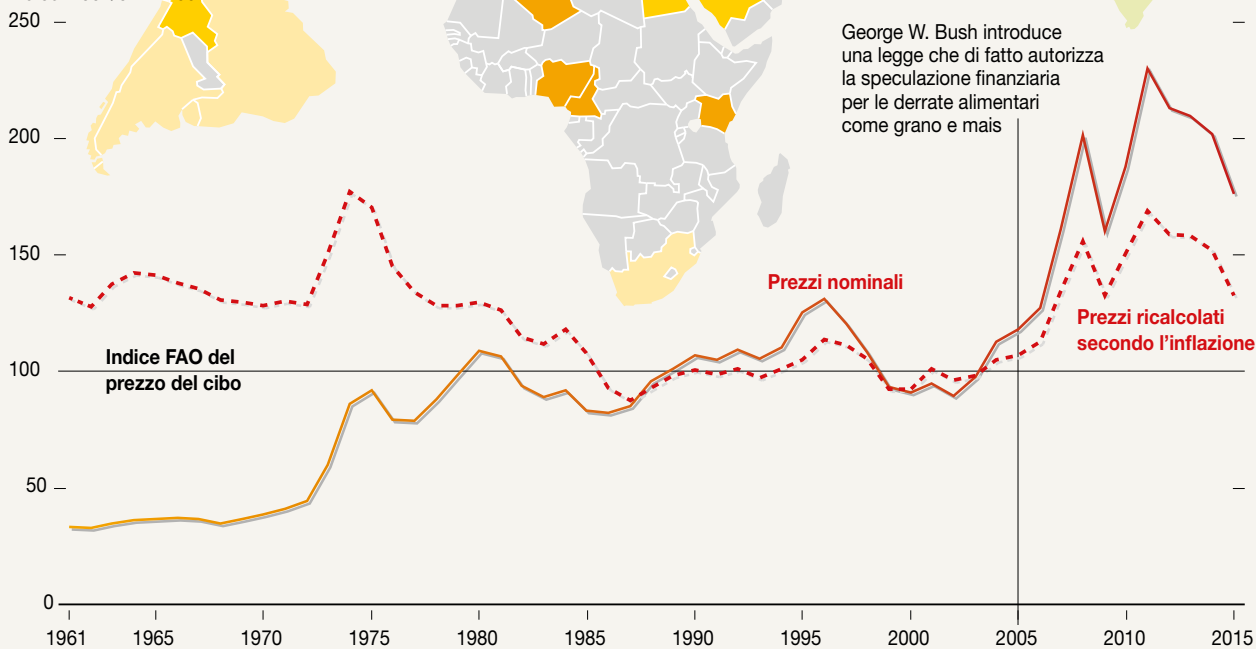 250
200
150
100
50
0
George W. Bush introduce
una legge che di fatto autorizza
la speculazione finanziaria
per le derrate alimentari
come grano e mais
Prezzi nominali
Prezzi ricalcolati
secondo l'inflazione
Indice FAO del
prezzo del cibo
1961 1965 1970 1975 1980 1985 1990 1995 2000 2005 2010 2015